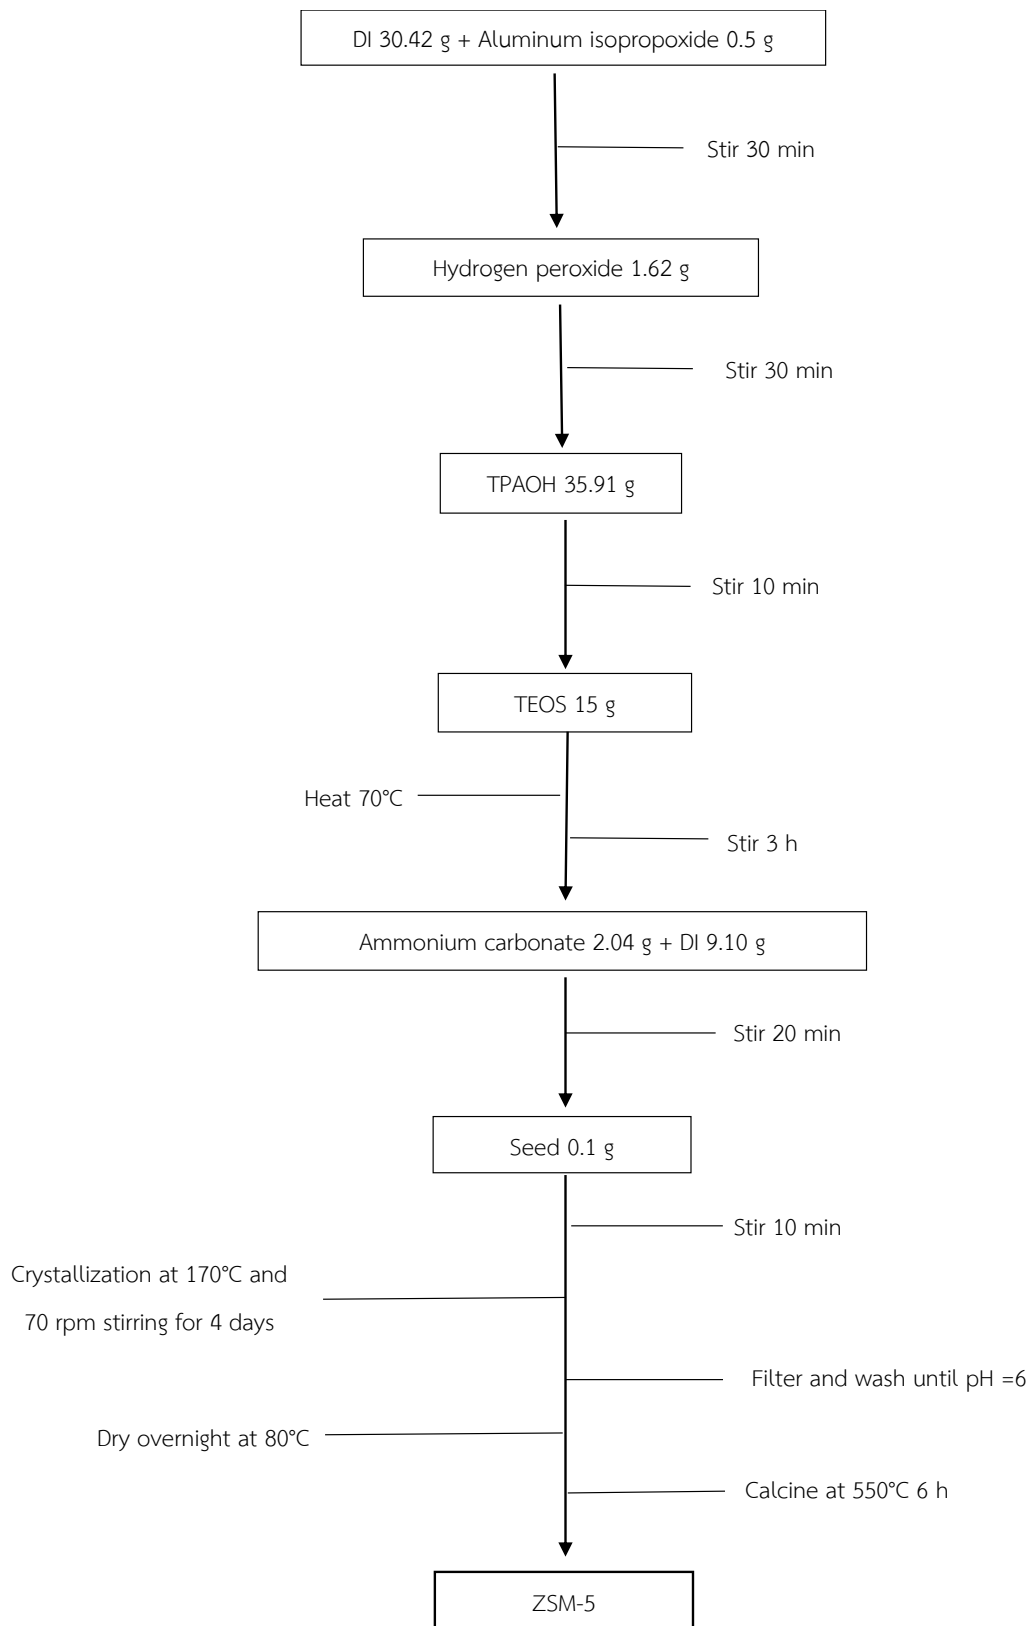 DI 30.42 g + Aluminum isopropoxide 0.5 g
Stir 30 min
Hydrogen peroxide 1.62 g
Stir 30 min
TPAOH 35.91 g
Stir 10 min
TEOS 15 g
Heat 70°C
Stir 3 h
Ammonium carbonate 2.04 g + DI 9.10 g
Stir 20 min
Seed 0.1 g
Stir 10 min
Crystallization at 170°C and
70 rpm stirring for 4 days
Filter and wash until pH =6
Dry overnight at 80°C
Calcine at 550°C 6 h
ZSM-5